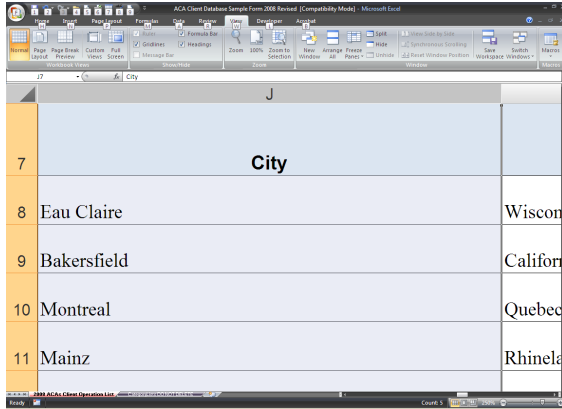 ACA Client Database Sample Form 2008 Revised [Compatibility Mode] - Microsoft Excel
Home Insert Page Layout Formulas Data Review View Developer Acrobat
Normal Page Layout Page Break Preview Custom Views Full Screen
Workbook Views
Ruler Formula Bar
Gridlines Headings
Message Bar
Show/Hide
Zoom 100% Zoom to Selection
Zoom
New Window Arrange All Freeze Panes
Split View Side by Side
Hide Synchronous Scrolling
Unhide Reset Window Position
Save Workspace Switch Windows
Window
Macros
Macros
J7 fx City
J
7 City
8 Eau Claire Wiscon
9 Bakersfield Californ
10 Montreal Quebec
11 Mainz Rhinela
2008 ACAs Client Operation List
Ready Count: 5 250%